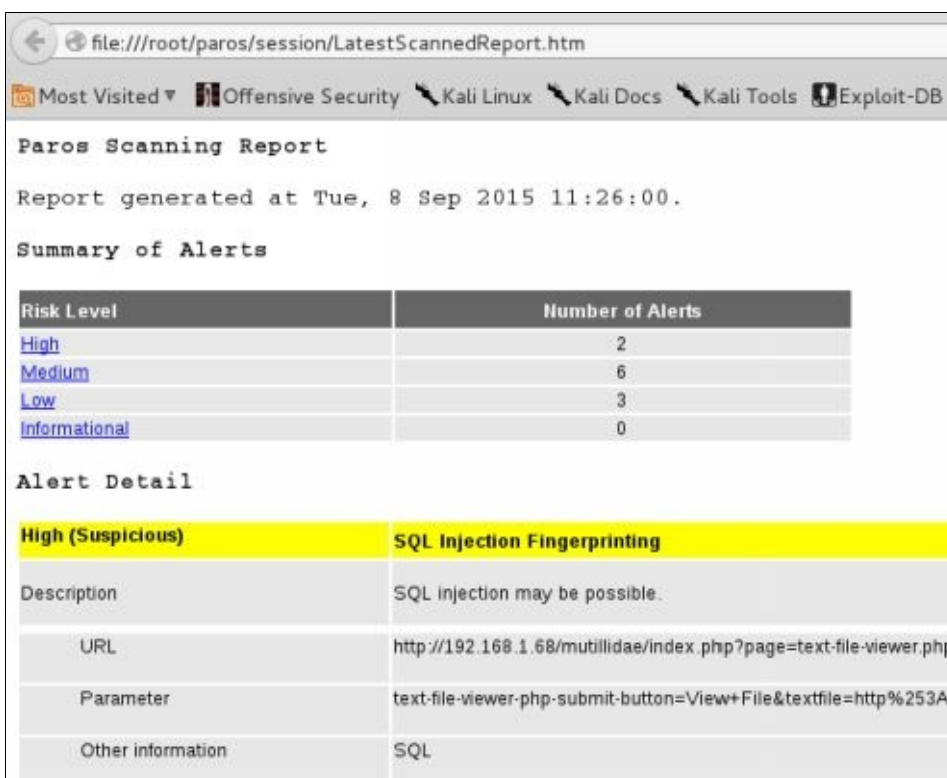 file:///root/paros/session/LatestScannedReport.htm
Most Visited Offensive Security Kali Linux Kali Docs Kali Tools Exploit-DB
Paros Scanning Report
Report generated at Tue, 8 Sep 2015 11:26:00.
Summary of Alerts
Risk Level Number of Alerts
High 2
Medium 6
Low 3
Informational 0
Alert Detail
High (Suspicious) SQL Injection Fingerprinting
Description SQL injection may be possible.
URL http://192.168.1.68/mutillidae/index.php?page=text-file-viewer.php
Parameter text-file-viewer-php-submit-button=View+File&textfile=http%253A
Other information SQL